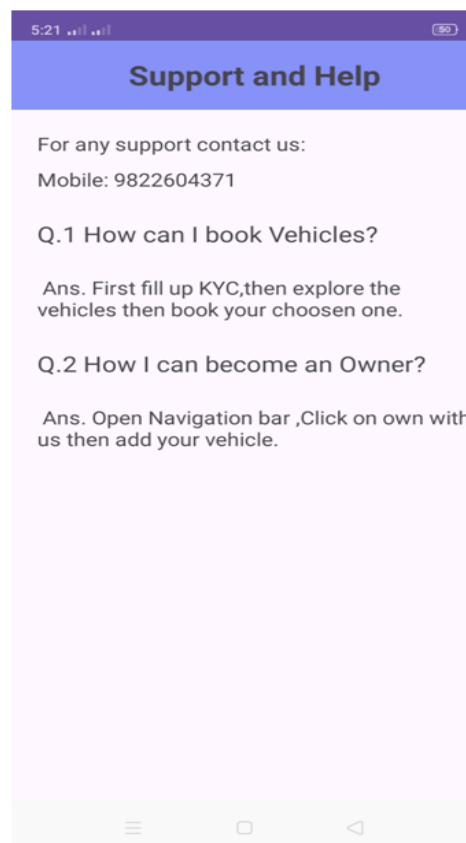 5:21
50
Support and Help
For any support contact us:
Mobile: 9822604371
Q.1 How can I book Vehicles?
Ans. First fill up KYC,then explore the
vehicles then book your choosen one.
Q.2 How I can become an Owner?
Ans. Open Navigation bar ,Click on own with
us then add your vehicle.